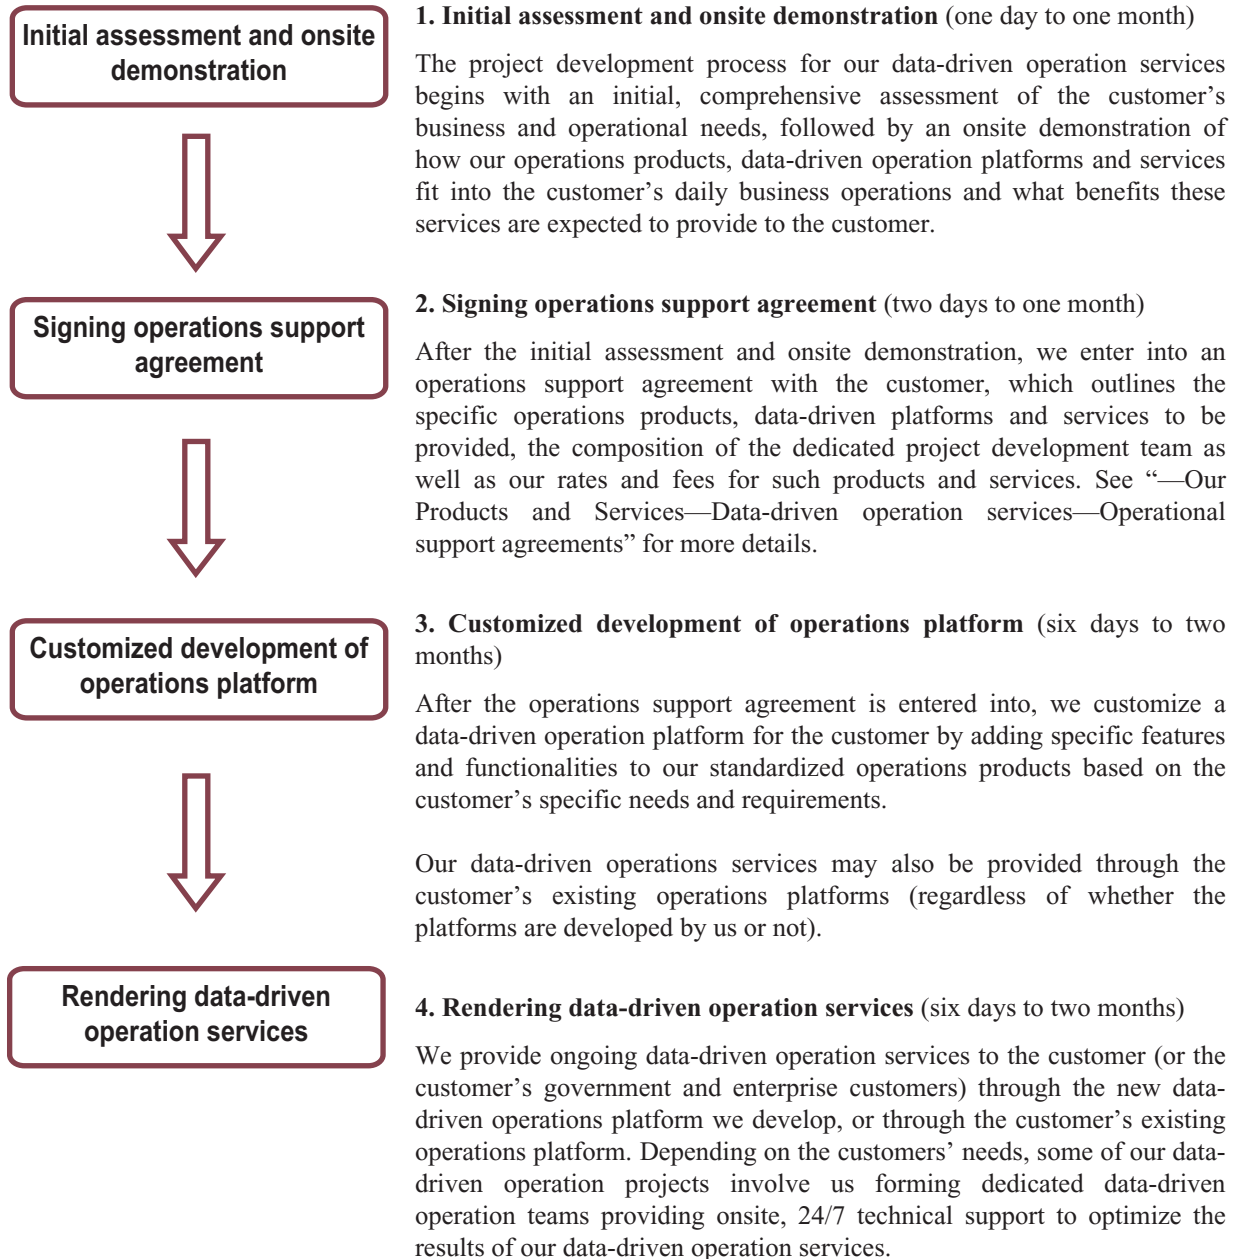 Initial assessment and onsite
demonstration
1. Initial assessment and onsite demonstration (one day to one month)
The project development process for our data-driven operation services
begins with an initial, comprehensive assessment of the customer’s
business and operational needs, followed by an onsite demonstration of
how our operations products, data-driven operation platforms and services
fit into the customer’s daily business operations and what benefits these
services are expected to provide to the customer.
Signing operations support
agreement
2. Signing operations support agreement (two days to one month)
After the initial assessment and onsite demonstration, we enter into an
operations support agreement with the customer, which outlines the
specific operations products, data-driven platforms and services to be
provided, the composition of the dedicated project development team as
well as our rates and fees for such products and services. See “—Our
Products and Services—Data-driven operation services—Operational
support agreements” for more details.
Customized development of
operations platform
3. Customized development of operations platform (six days to two
months)
After the operations support agreement is entered into, we customize a
data-driven operation platform for the customer by adding specific features
and functionalities to our standardized operations products based on the
customer’s specific needs and requirements.
Our data-driven operations services may also be provided through the
customer’s existing operations platforms (regardless of whether the
platforms are developed by us or not).
Rendering data-driven
operation services
4. Rendering data-driven operation services (six days to two months)
We provide ongoing data-driven operation services to the customer (or the
customer’s government and enterprise customers) through the new data-
driven operations platform we develop, or through the customer’s existing
operations platform. Depending on the customers’ needs, some of our data-
driven operation projects involve us forming dedicated data-driven
operation teams providing onsite, 24/7 technical support to optimize the
results of our data-driven operation services.